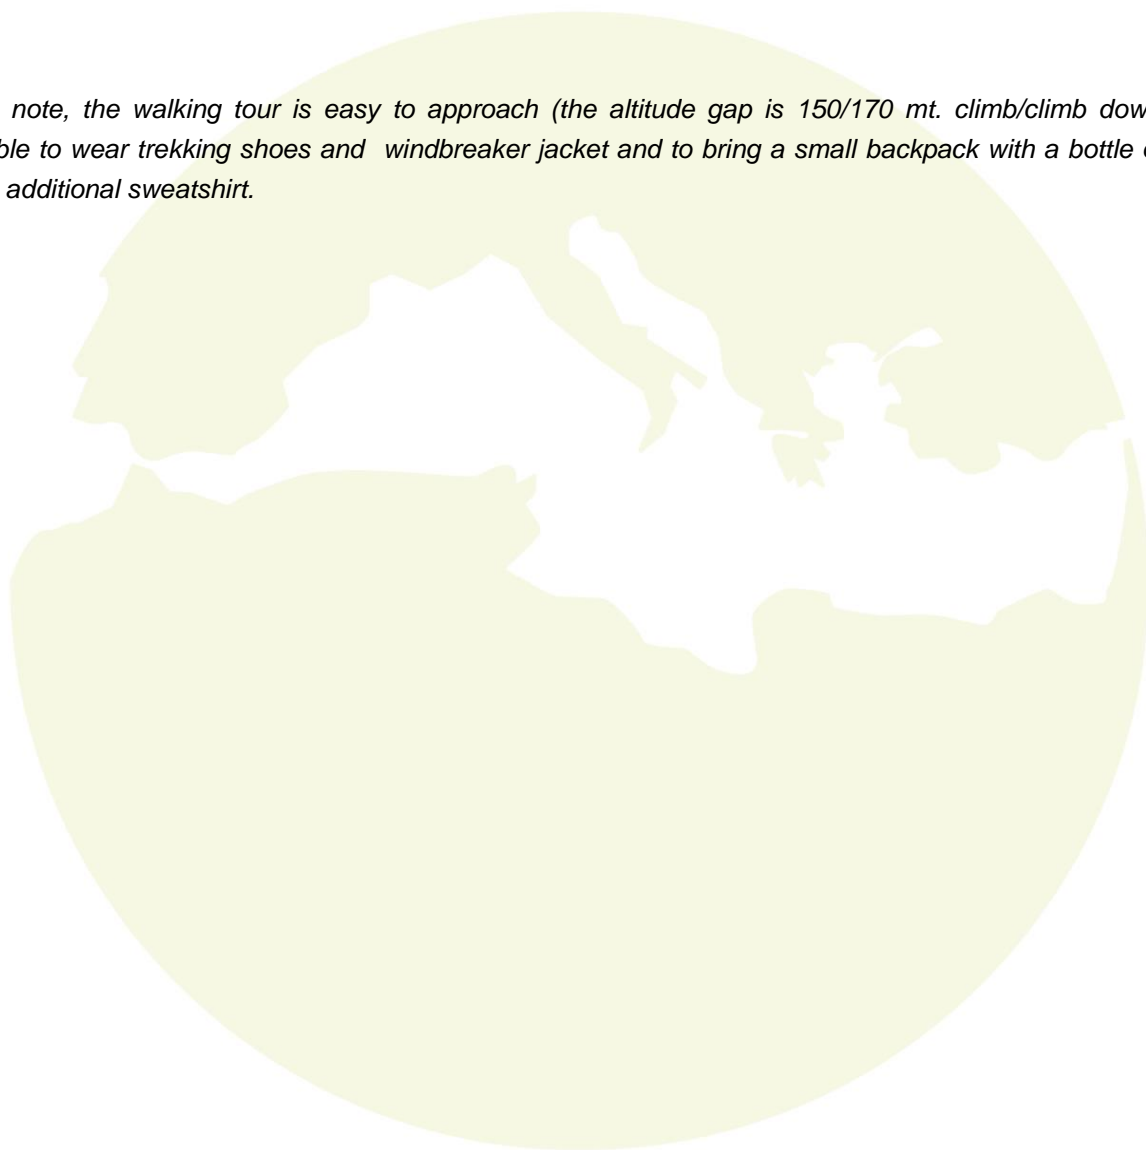 note, the walking tour is easy to approach (the altitude gap is 150/170 mt. climb/climb dow
ble to wear trekking shoes and windbreaker jacket and to bring a small backpack with a bottle
additional sweatshirt.